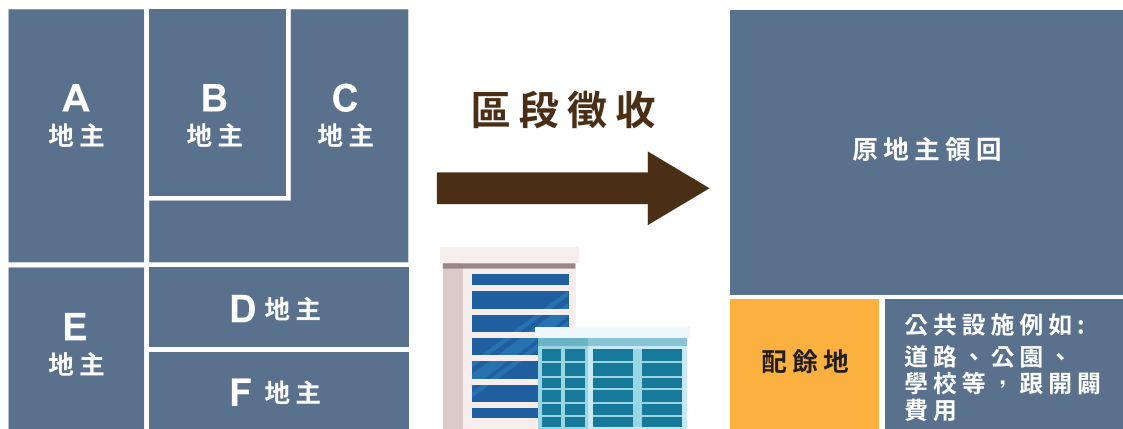 A
地主
B
地主
C
地主
D 地主
E
地主
F 地主
區段徵收
原地主領回
配餘地
公共設施例如:
道路、公園、
學校等，跟開闢
費用